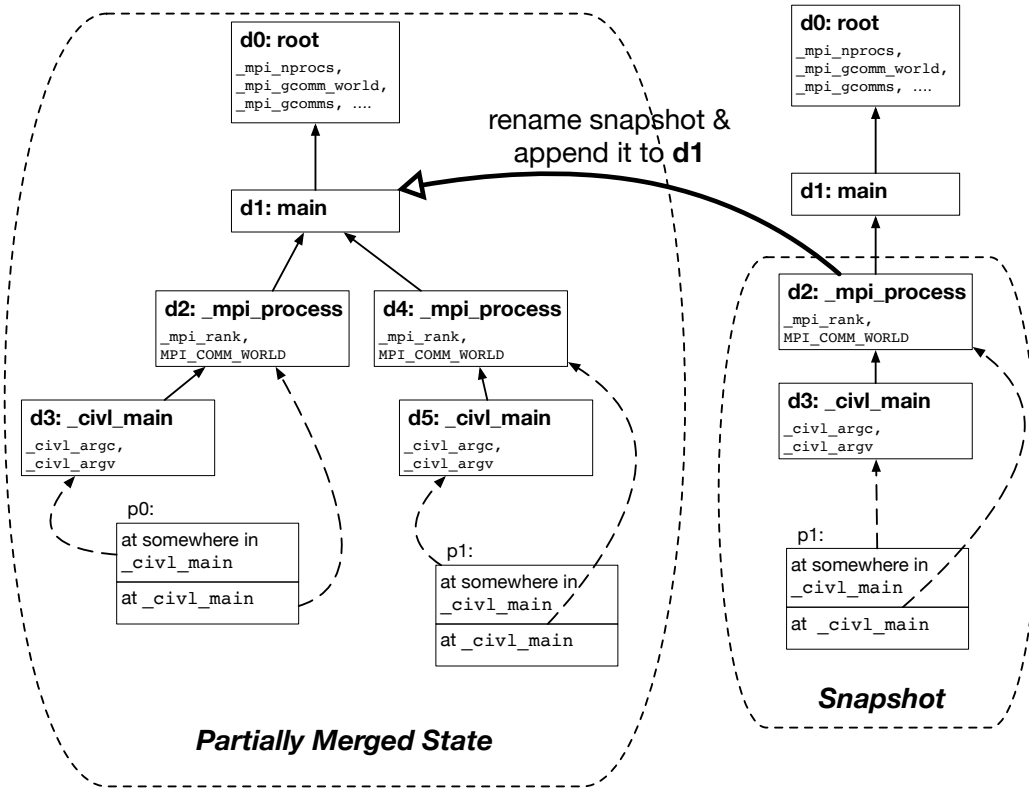 d0: root
_mpi_nprocs,
_mpi_gcomm_world,
_mpi_gcomms, ....
d1: main
d2: _mpi_process
_mpi_rank,
MPI_COMM_WORLD
d4: _mpi_process
_mpi_rank,
MPI_COMM_WORLD
d3: _civl_main
_civl_argc,
_civl_argv
d5: _civl_main
_civl_argc,
_civl_argv
p0:
at somewhere in
_civl_main
at _civl_main
p1:
at somewhere in
_civl_main
at _civl_main
Partially Merged State
rename snapshot &
append it to d1
d0: root
_mpi_nprocs,
_mpi_gcomm_world,
_mpi_gcomms, ....
d1: main
d2: _mpi_process
_mpi_rank,
MPI_COMM_WORLD
d3: _civl_main
_civl_argc,
_civl_argv
p1:
at somewhere in
_civl_main
at _civl_main
Snapshot